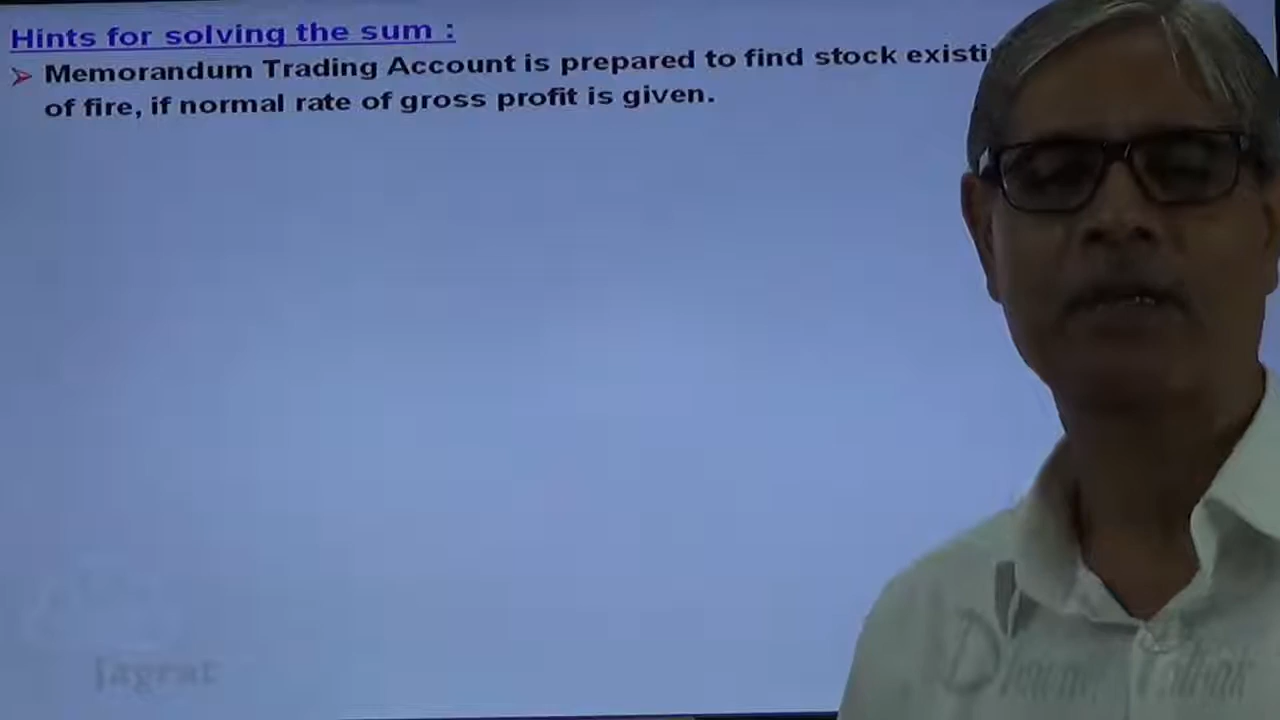 Hints for solving the sum :
➢ Memorandum Trading Account is prepared to find stock existi
of fire, if normal rate of gross profit is given.
Jagrat